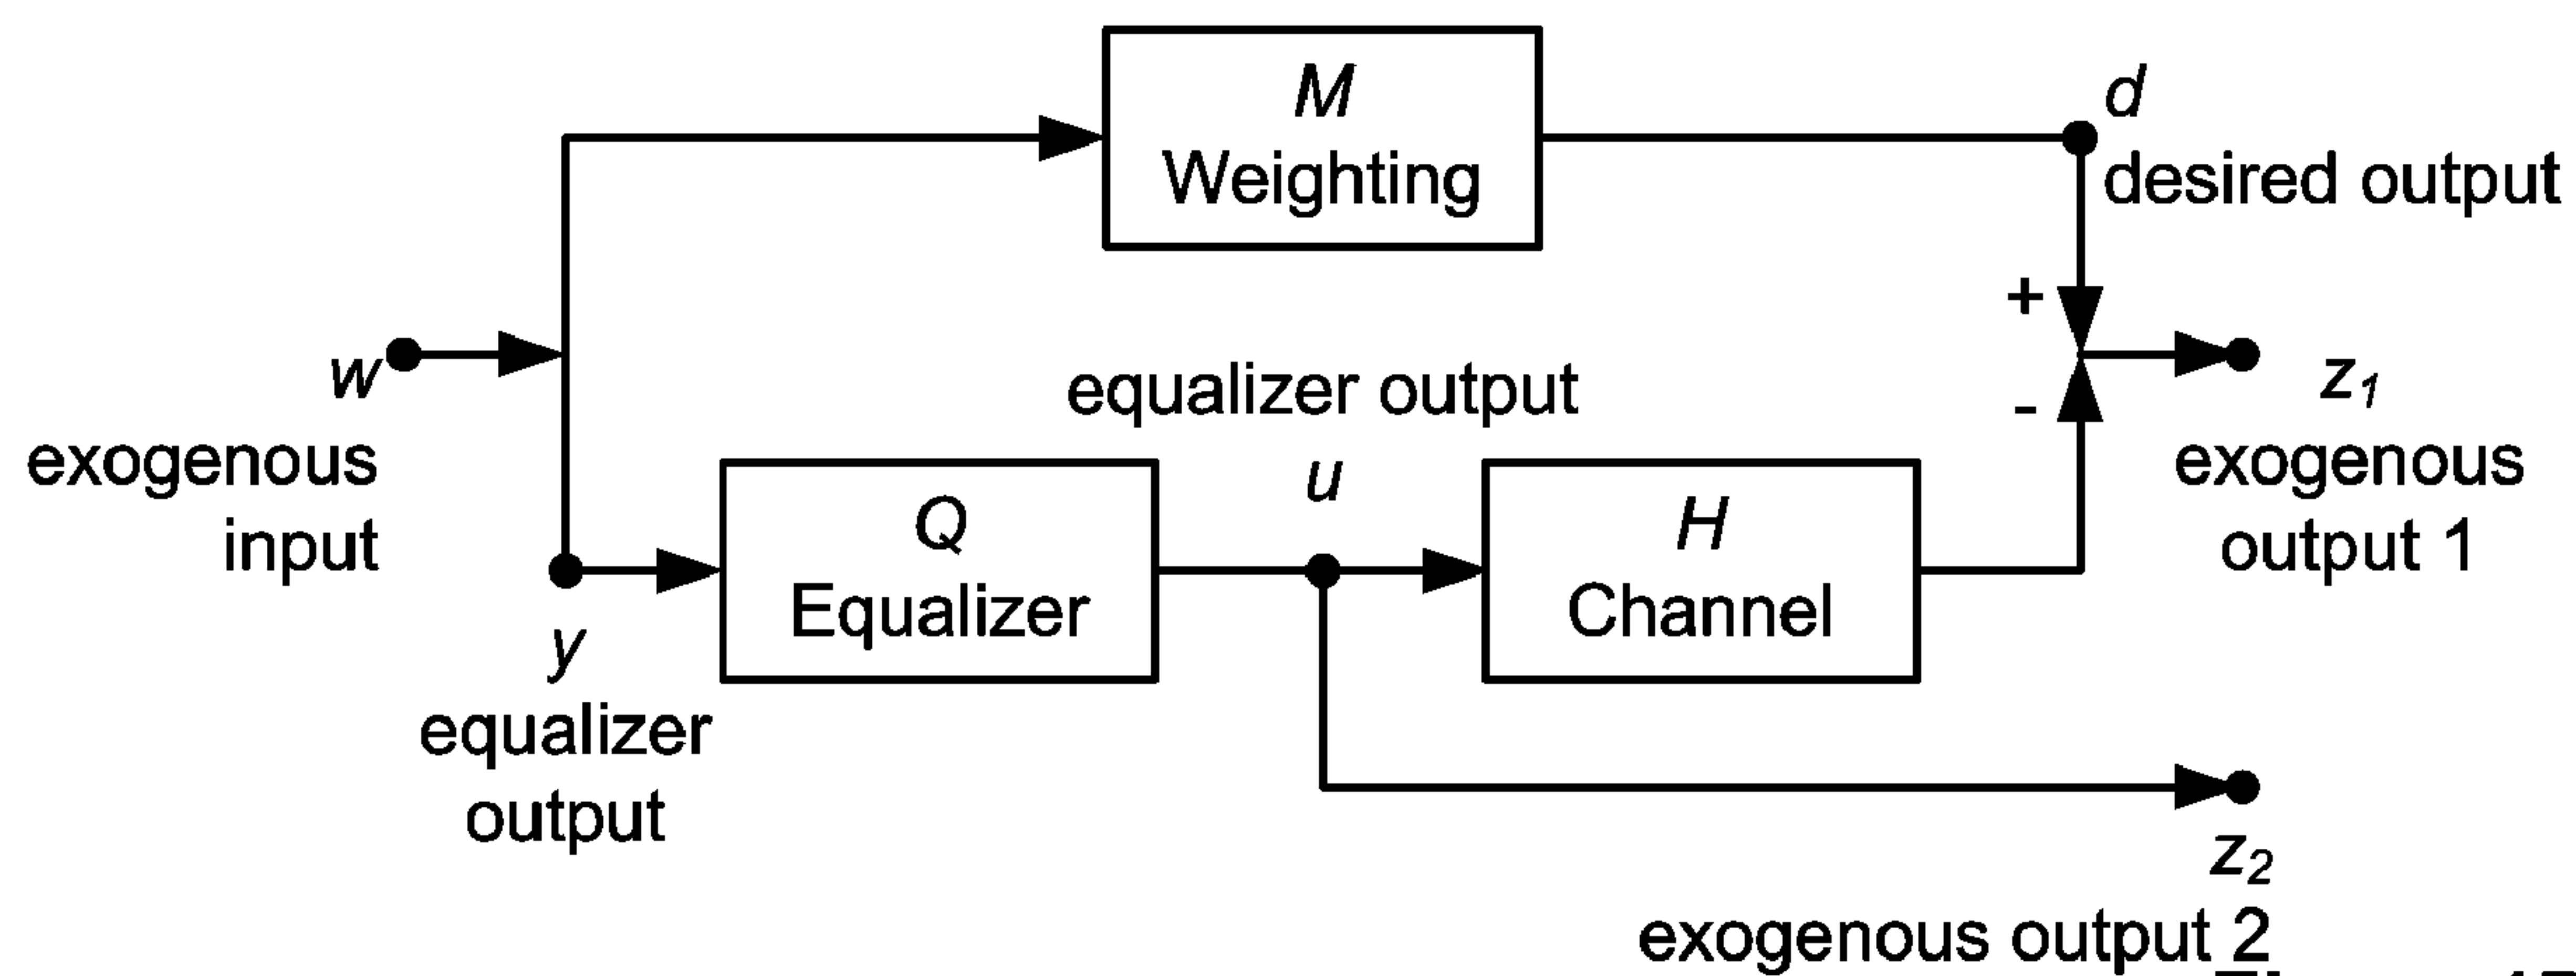 M
Weighting
d
desired output
+
w
exogenous
input
equalizer output
u
-
z1
exogenous
output 1
Q
Equalizer
H
Channel
y
equalizer
output
z2
exogenous output 2